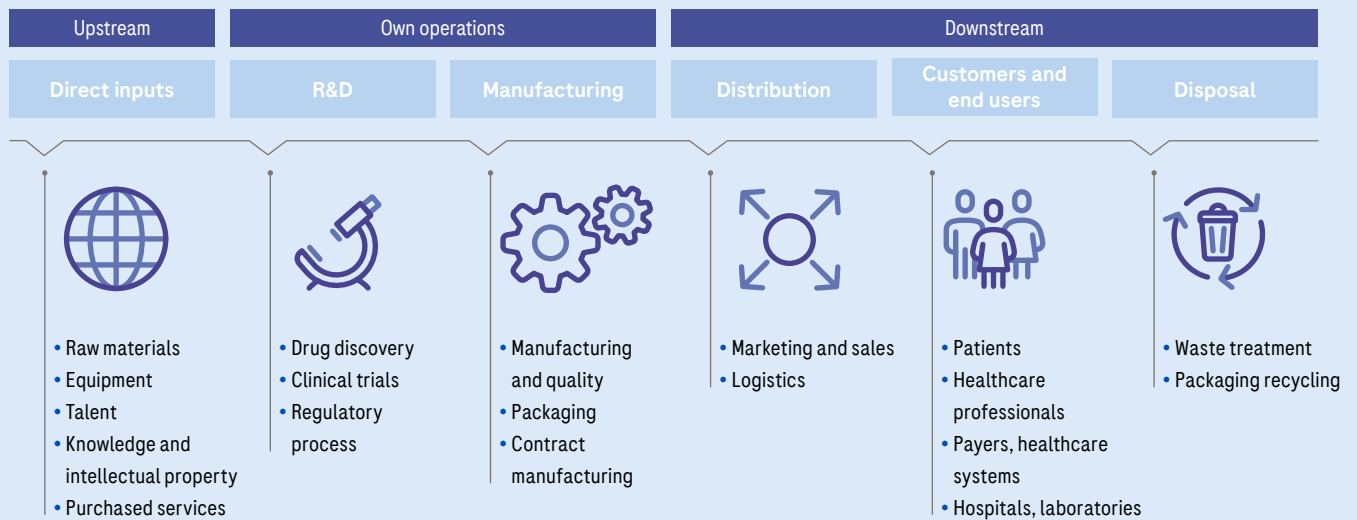 Upstream
Own operations
Downstream
Direct inputs
R&D
Manufacturing
Distribution
Customers and
end users
Disposal
• Raw materials
• Equipment
• Talent
• Knowledge and
intellectual property
• Purchased services
• Drug discovery
• Clinical trials
• Regulatory
process
• Manufacturing
and quality
• Packaging
• Contract
manufacturing
• Marketing and sales
• Logistics
• Patients
• Healthcare
professionals
• Payers, healthcare
systems
• Hospitals, laboratories
• Waste treatment
• Packaging recycling